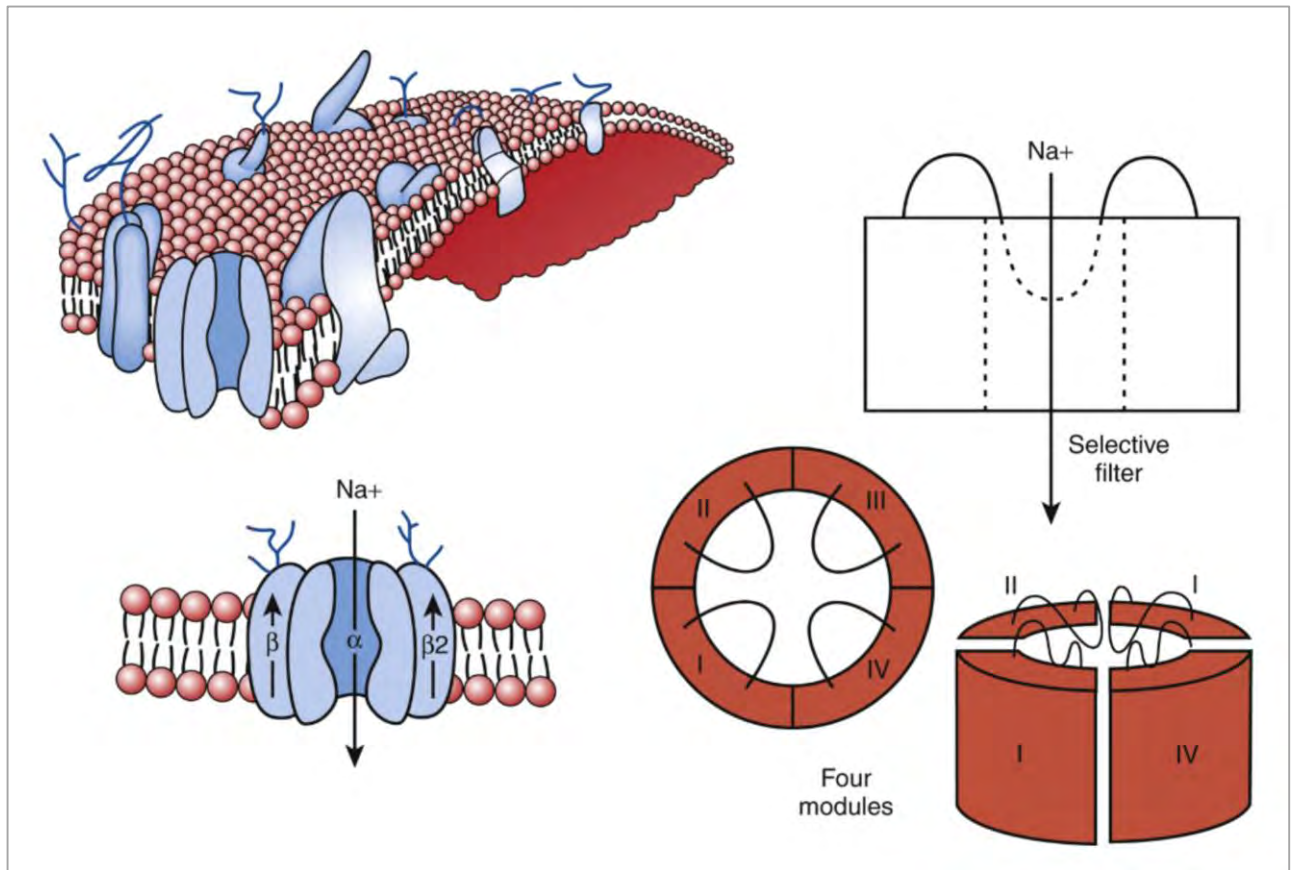 Na+
Selective
filter
Na+
β
α
β2
II
III
I
IV
II
I
I
IV
Four
modules